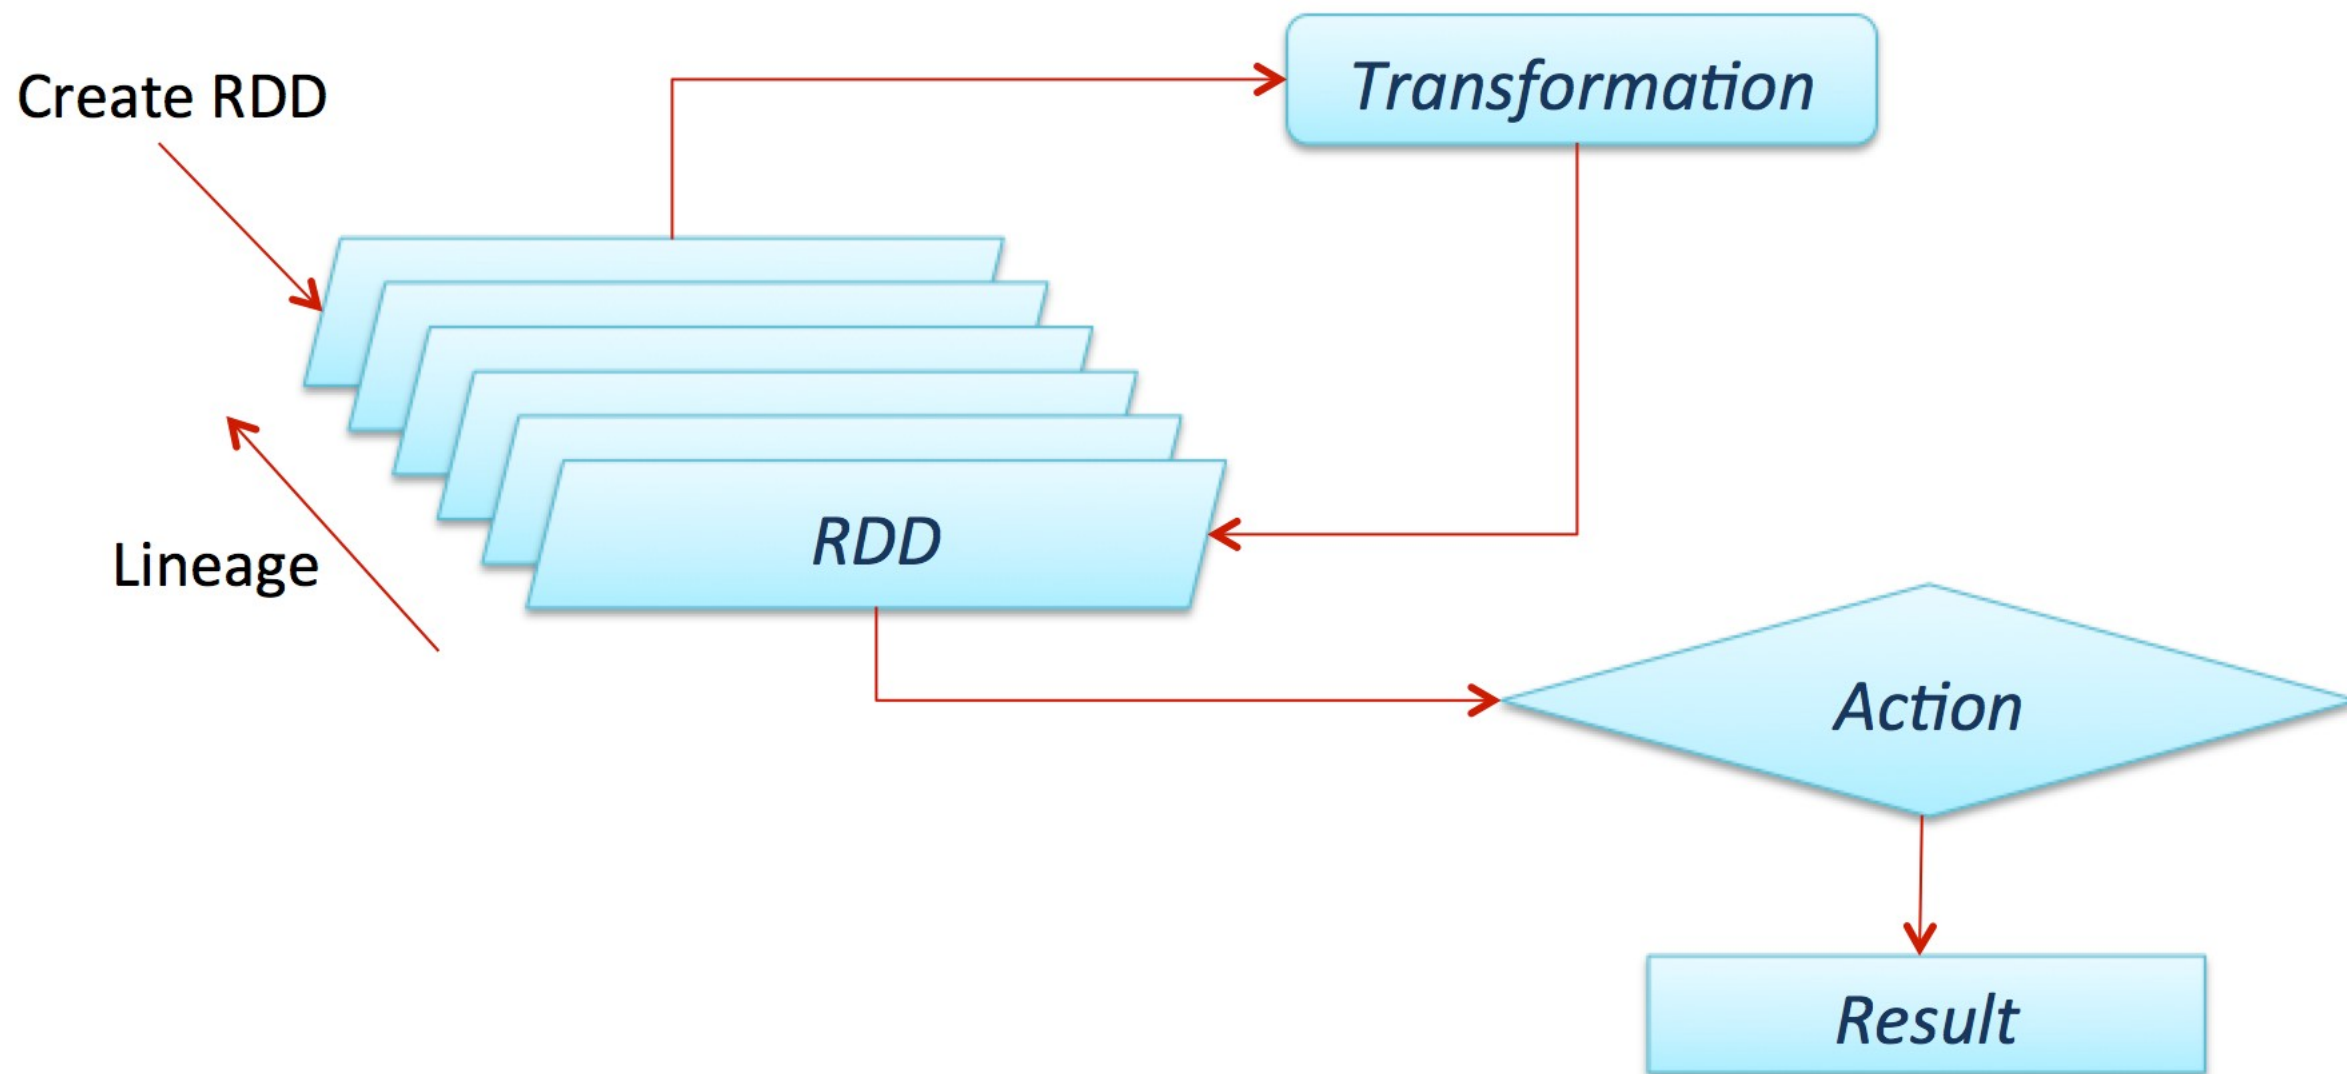 Create RDD
Transformation
RDD
Lineage
Action
Result